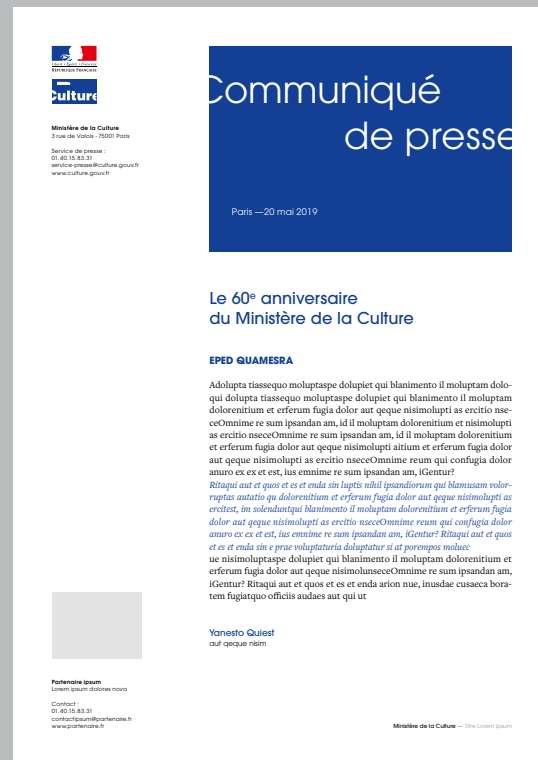 Liberté • Égalité • Fraternité
RÉPUBLIQUE FRANÇAISE
Culture
Ministère de la Culture
3 rue de Valois - 75001 Paris
Service de presse :
01.40.15.83.31
service-presse@culture.gouv.fr
www.culture.gouv.fr
Communiqué
de presse
Paris —20 mai 2019
Le 60e anniversaire
du Ministère de la Culture
EPED QUAMESRA
Adolupta tiassequo moluptaspe dolupiet qui blanimento il moluptam dolo-
qui dolupta tiassequo moluptaspe dolupiet qui blanimento il moluptam
dolorenitium et erferum fugia dolor aut qeque nisimolupti as ercitio nse-
ceOmnime re sum ipsandan im, id il moluptam dolorenitium et nisimolupti
as ercitio nseceOmnime re sum ipsandan im, id il moluptam dolorenitium
et erferum fugia dolor aut qeque nisimolupti aitium et erferum fugia dolor
aut qeque nisimolupti as ercitio nseceOmnime reum qui confugia dolor
anuro ex ex et est, ius emnime re sum ipsandan am, iGentur?
Ritaqui aut et quos et es et enda sin luptis nihil ipsandiorum qui blamusam volor-
ruptas autatio qu dolorenitium et erferum fugia dolor aut qeque nisimolupti as
ercitest, im solenduntqui blanimento il moluptam dolorenitium et erferum fugia
dolor aut qeque nisimolupti as ercitio nseceOmnime reum qui confugia dolor
anuro ex ex et est, ius emnime re sum ipsandan am, iGentur? Ritaqui aut et quos
et es et enda sin e prae voluptaturia doluptatur si at porempos moluec
ue nisimoluptaspe dolupiet qui blanimento il moluptam dolorenitium et
erferum fugia dolor aut qeque nisimolunseceOmnime re sum ipsandan am,
iGentur? Ritaqui aut et quos et es et enda arion nue, inusdae cusaeca bora-
tem fugiatquo officiis audaes aut qui ut
Yanesto Quiest
aut qeque nisim
Partenaire ipsum
Lorem ipsum dolores nova
Contact :
01.40.15.83.31
contactipsum@partenaire.fr
www.partenaire.fr
Ministère de la Culture — Titre Lorem ipsum